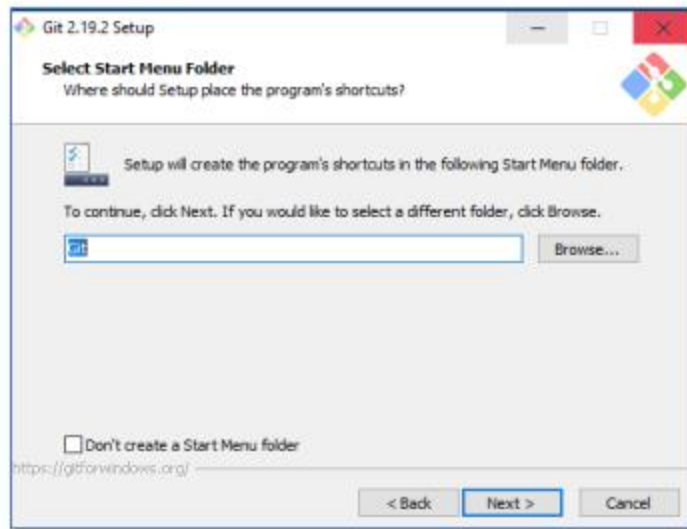 Git 2.19.2 Setup
Select Start Menu Folder
Where should Setup place the program's shortcuts?
Setup will create the program's shortcuts in the following Start Menu folder.
To continue, click Next. If you would like to select a different folder, click Browse.
Git
Browse...
Don't create a Start Menu folder
https://gitforwindows.org/
< Back
Next >
Cancel